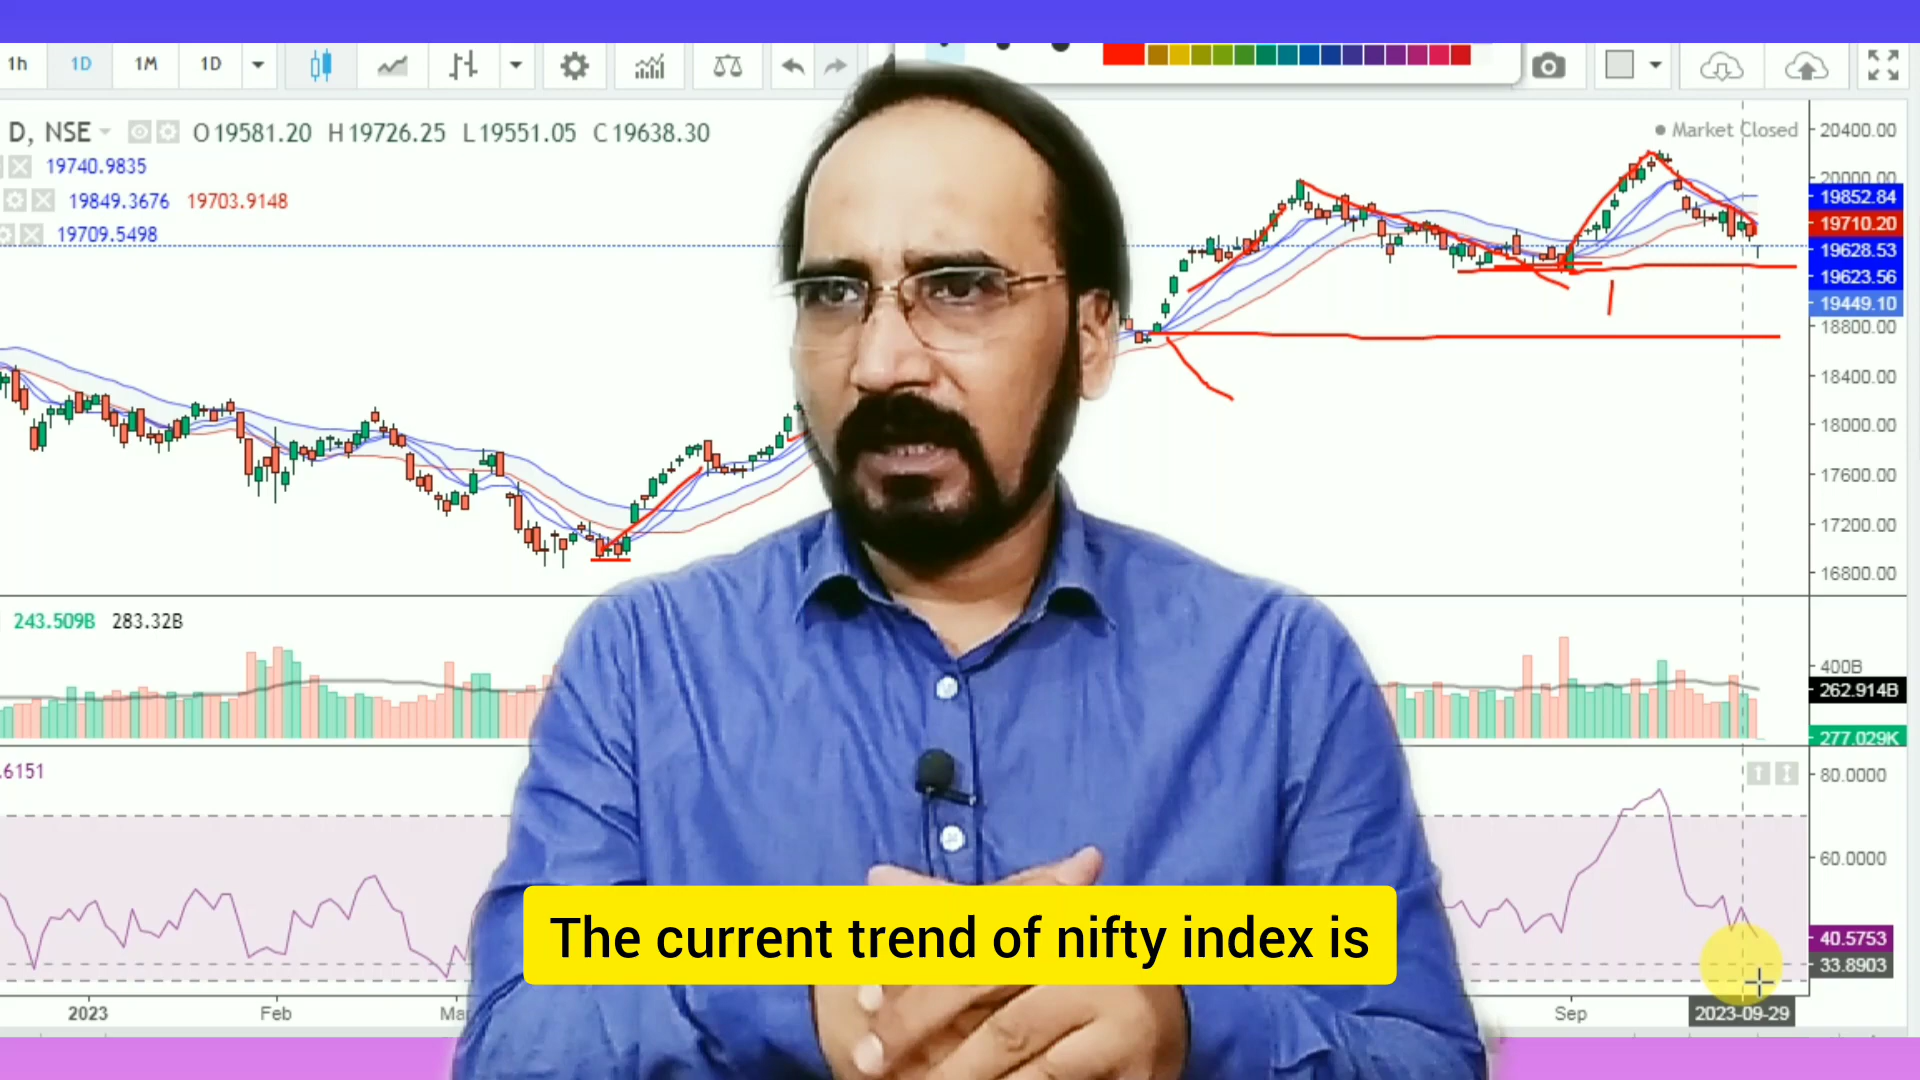 1h 1D 1M 1D
D, NSE O19581.20 H19726.25 L19551.05 C19638.30
Market Closed
19740.9835
19849.3676 19703.9148
19709.5498
20400.00
20000.00
19852.84
19710.20
19628.53
19623.56
19449.10
18800.00
18400.00
18000.00
17600.00
17200.00
16800.00
243.509B 283.32B
400B
262.914B
277.029K
.6151
80.0000
60.0000
40.5753
33.8903
The current trend of nifty index is
2023 Feb Sep 2023-09-29